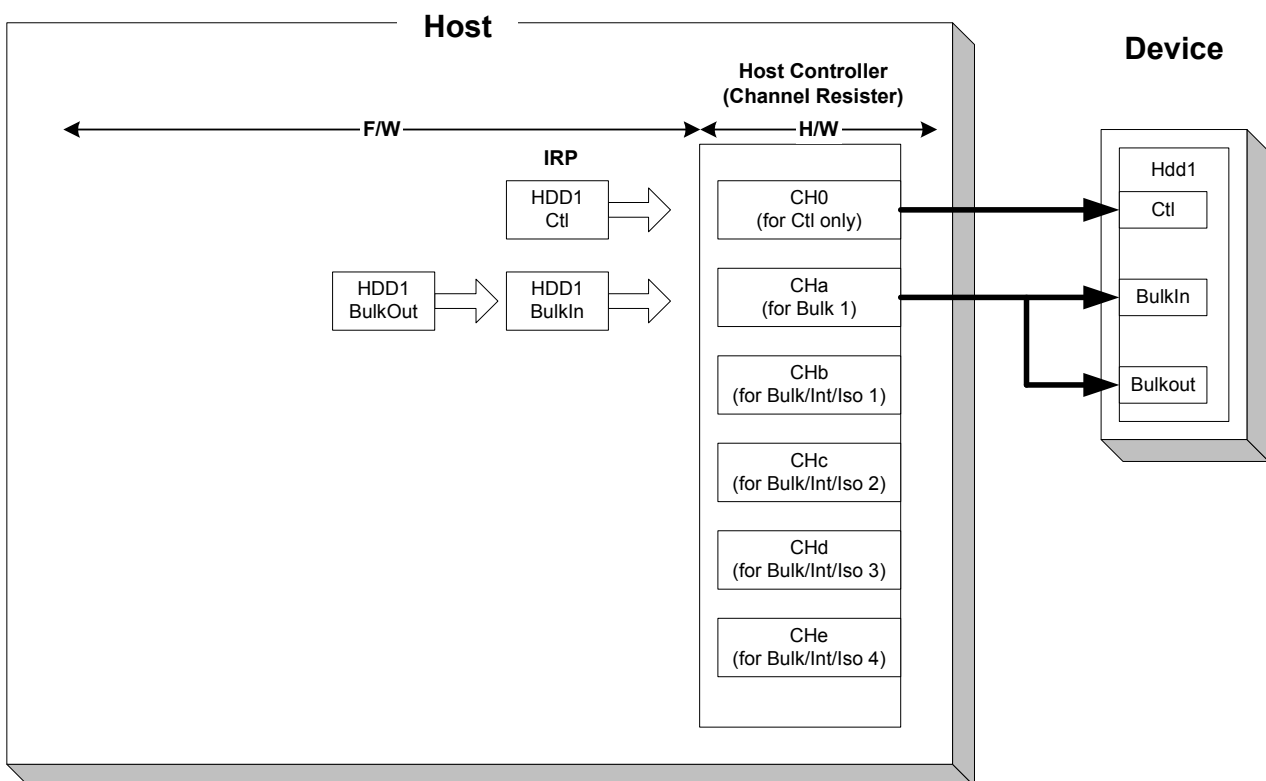 Host
Device
Host Controller
(Channel Resister)
F/W
H/W
IRP
HDD1
Ctl
CH0
(for Ctl only)
Hdd1
Ctl
HDD1
BulkOut
HDD1
BulkIn
CHa
(for Bulk 1)
BulkIn
CHb
(for Bulk/Int/Iso 1)
Bulkout
CHc
(for Bulk/Int/Iso 2)
CHd
(for Bulk/Int/Iso 3)
CHe
(for Bulk/Int/Iso 4)